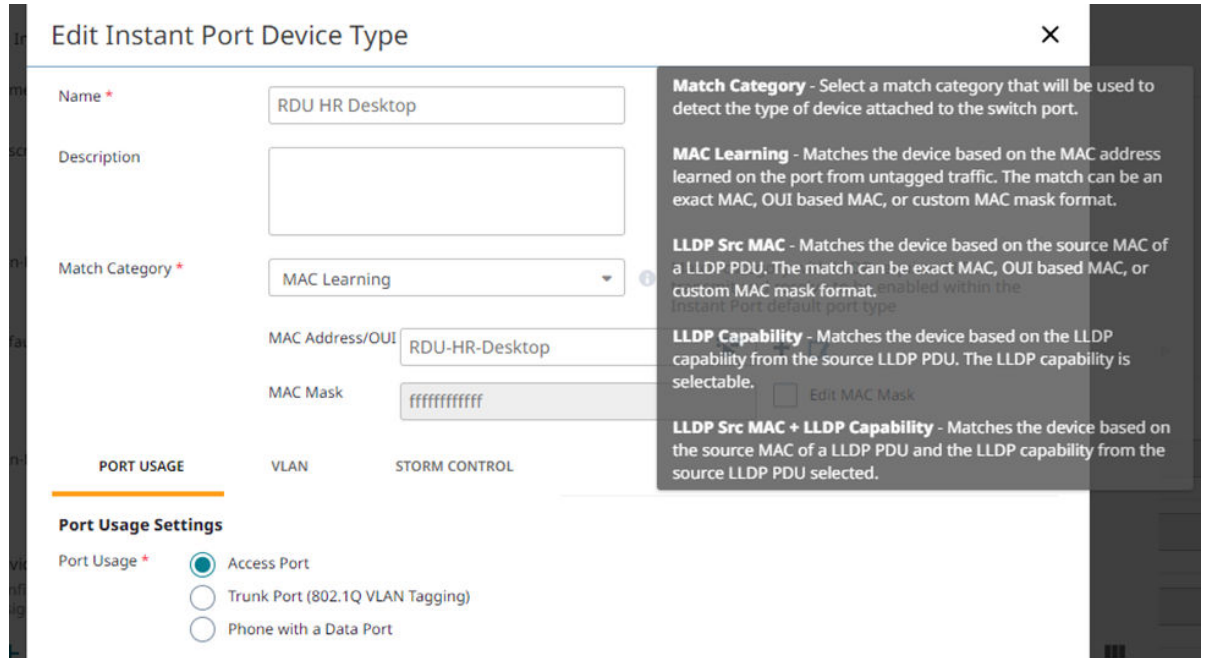 Edit Instant Port Device Type
Name *
RDU HR Desktop
Description
Match Category *
MAC Learning
MAC Address/OUI
RDU-HR-Desktop
MAC Mask
ffffffffffff
Edit MAC Mask
Match Category - Select a match category that will be used to
detect the type of device attached to the switch port.
MAC Learning - Matches the device based on the MAC address
learned on the port from untagged traffic. The match can be an
exact MAC, OUI based MAC, or custom MAC mask format.
LLDP Src MAC - Matches the device based on the source MAC of
a LLDP PDU. The match can be exact MAC, OUI based MAC, or
custom MAC mask format.
enabled within the
Instant Port default port type
LLDP Capability - Matches the device based on the LLDP
capability from the source LLDP PDU. The LLDP capability is
selectable.
LLDP Src MAC + LLDP Capability - Matches the device based on
the source MAC of a LLDP PDU and the LLDP capability from the
source LLDP PDU selected.
PORT USAGE
VLAN
STORM CONTROL
Port Usage Settings
Port Usage *
Access Port
Trunk Port (802.1Q VLAN Tagging)
Phone with a Data Port